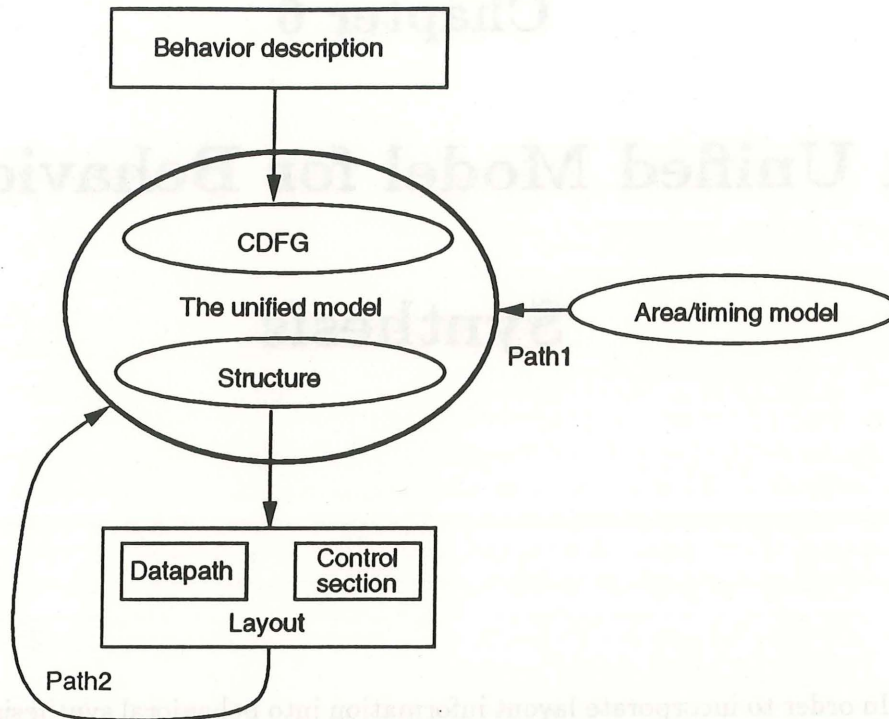 Behavior description
CDFG
The unified model
Area/timing model
Path1
Structure
Datapath
Control
section
Layout
Path2